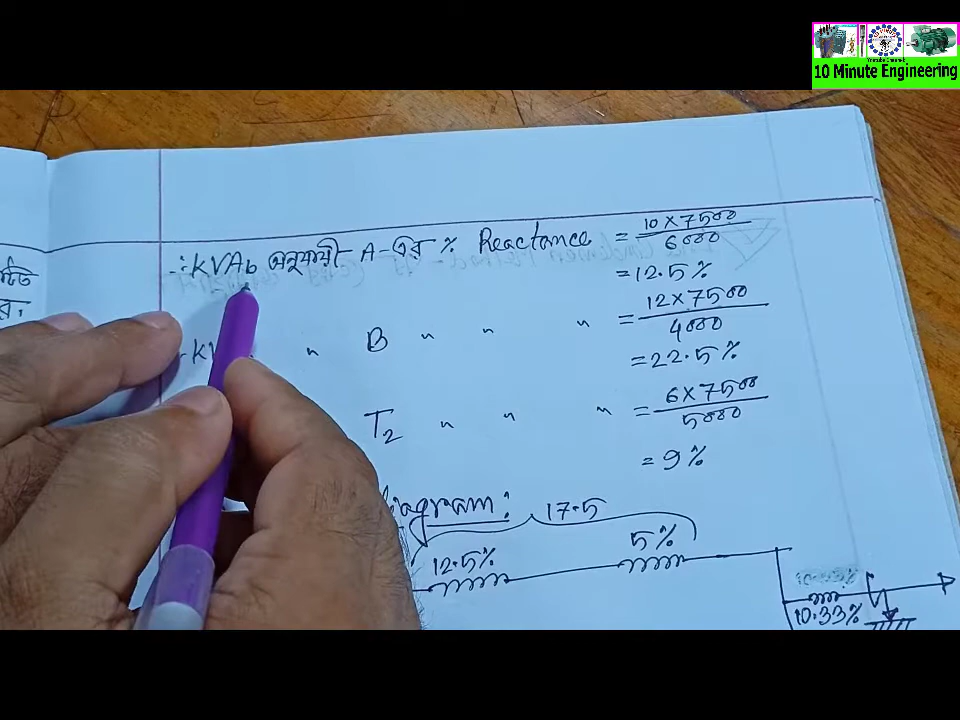 10 Minute Engineering
∴ KVAb অনুযায়ী A-এর % Reactance = 10 X 7500 / 6000
= 12.5 %
" B " " " = 12 X 7500 / 4000
= 22.5 %
T2 " " " = 6 X 7500 / 5000
= 9 %
diagram:
17.5
12.5% 5%
10.33%